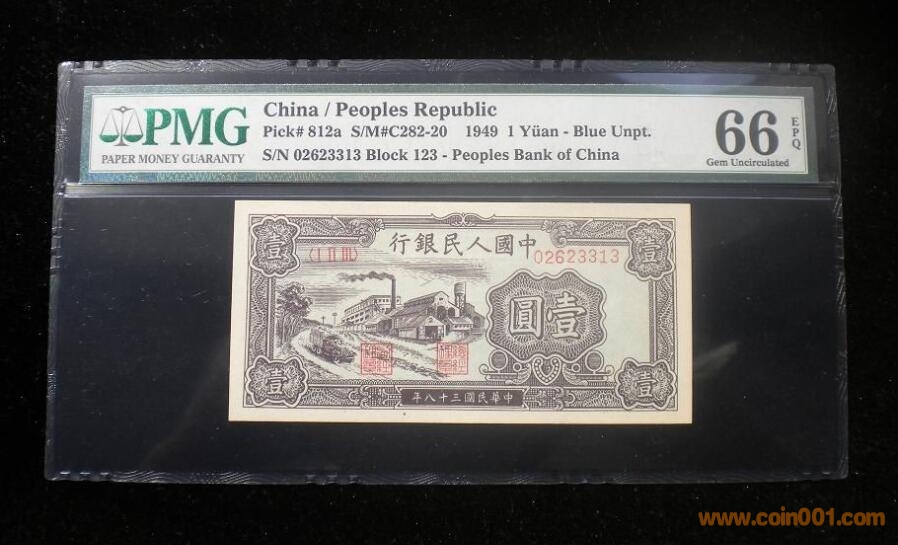 PMG
PAPER MONEY GUARANTY
China / Peoples Republic
Pick# 812a S/M#C282-20 1949 1 Yüan - Blue Unpt.
S/N 02623313 Block 123 - Peoples Bank of China
66 EPQ
Gem Uncirculated
壹
行銀民人國中
壹
〈I II III〉
02623313
圓壹
壹
年八十三國民華中
壹
www.coin001.com